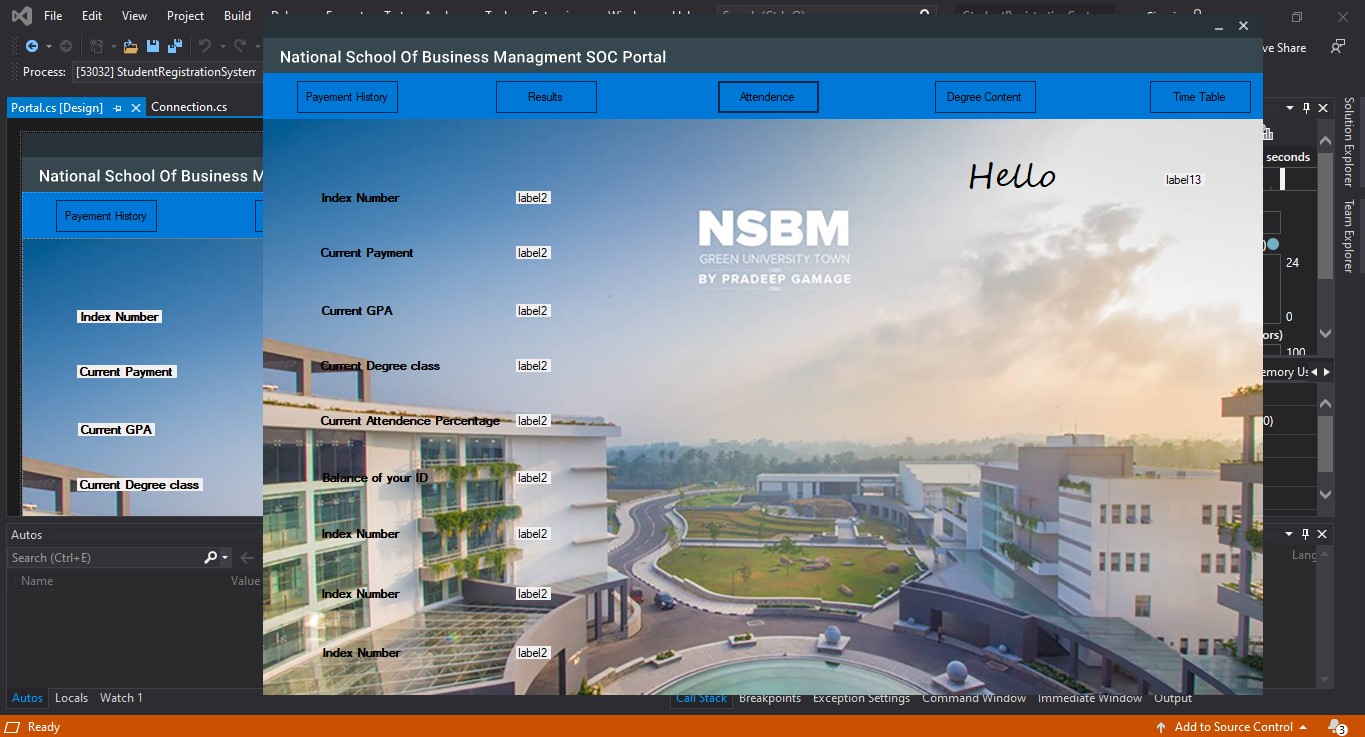 File Edit View Project Build
Process: [53032] StudentRegistrationSystem
Portal.cs [Design] Connection.cs
National School Of Business M
Payement History
Index Number
Current Payment
Current GPA
Current Degree class
National School Of Business Managment SOC Portal
Payement History Results Attendence Degree Content Time Table
Hello label13
NSBM
GREEN UNIVERSITY TOWN
BY PRADEEP GAMAGE
Index Number label2
Current Payment label2
Current GPA label2
Current Degree class label2
Current Attendence Percentage label2
Balance of your ID label2
Index Number label2
Index Number label2
Index Number label2
ve Share
Solution Explorer
Team Explorer
seconds
24
0
ors)
100
emory Us
0)
Lang
Autos
Search (Ctrl+E)
Name Value
Autos Locals Watch 1
Call Stack Breakpoints Exception Settings Command Window Immediate Window Output
Ready Add to Source Control 3